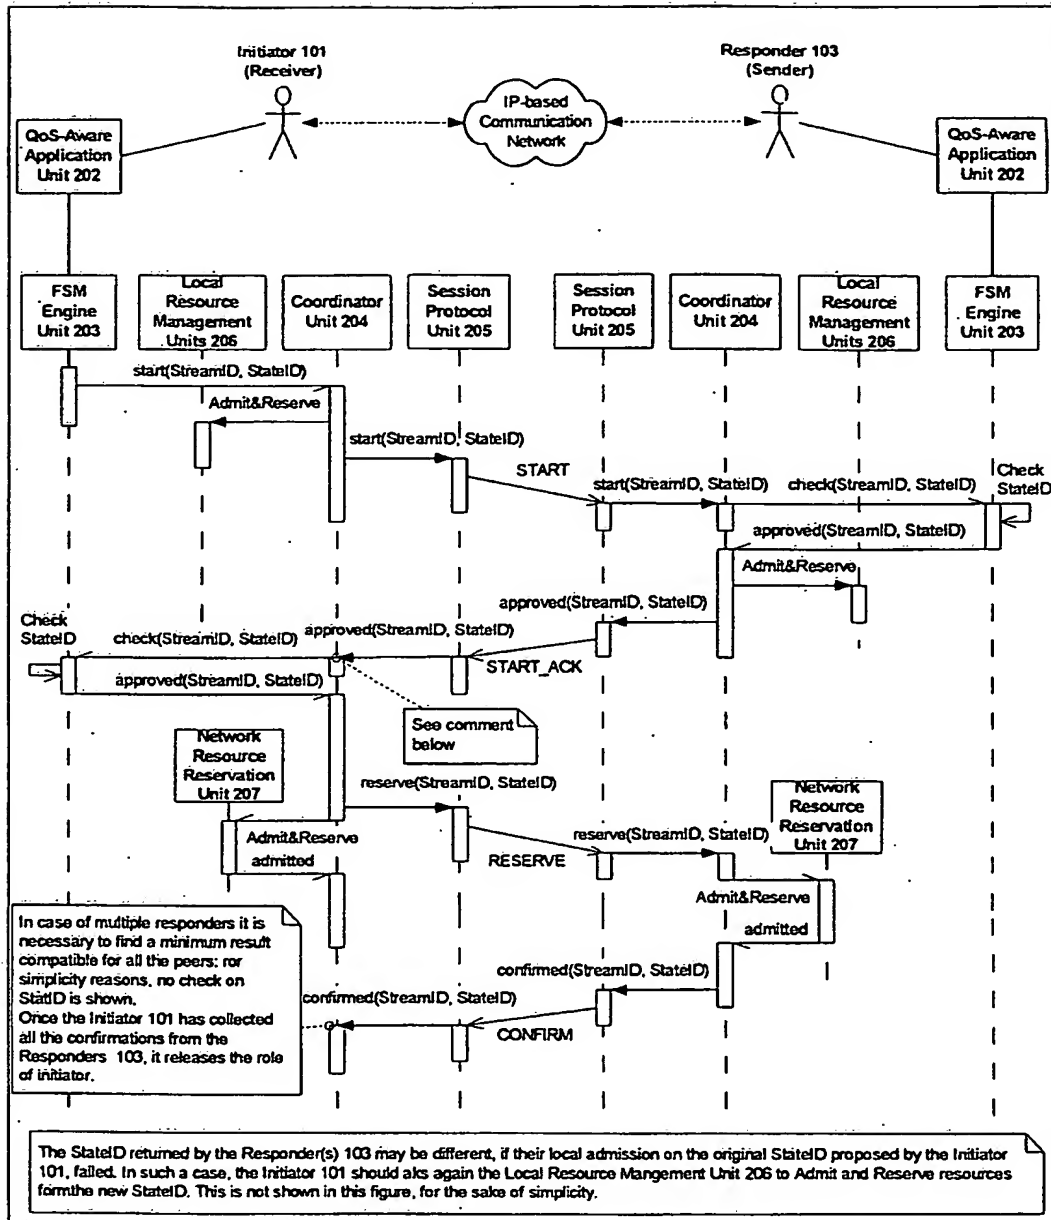 Initiator 101
(Receiver)
Responder 103
(Sender)
IP-based
Communication
Network
QoS-Aware
Application
Unit 202
QoS-Aware
Application
Unit 202
FSM
Engine
Unit 203
Local
Resource
Management
Units 206
Coordinator
Unit 204
Session
Protocol
Unit 205
Session
Protocol
Unit 205
Coordinator
Unit 204
Local
Resource
Management
Units 206
FSM
Engine
Unit 203
start(StreamID, StateID)
Admit&Reserve
start(StreamID, StateID)
START
start(StreamID, StateID)
check(StreamID, StateID)
Check
StateID
approved(StreamID, StateID)
Admit&Reserve
approved(StreamID, StateID)
START_ACK
approved(StreamID, StateID)
check(StreamID, StateID)
Check
StateID
approved(StreamID, StateID)
See comment
below
Network
Resource
Reservation
Unit 207
reserve(StreamID, StateID)
Admit&Reserve
admitted
RESERVE
reserve(StreamID, StateID)
Network
Resource
Reservation
Unit 207
Admit&Reserve
admitted
confirmed(StreamID, StateID)
CONFIRM
confirmed(StreamID, StateID)
In case of multiple responders it is
necessary to find a minimum result
compatible for all the peers: ror
simplicity reasons, no check on
StatID is shown.
Once the Initiator 101 has collected
all the confirmations from the
Responders 103, it releases the role
of initiator.
The StateID returned by the Responder(s) 103 may be different, if their local admission on the original StateID proposed by the Initiator
101, failed. In such a case, the Initiator 101 should aks again the Local Resource Mangement Unit 206 to Admit and Reserve resources
formthe new StateID. This is not shown in this figure, for the sake of simplicity.